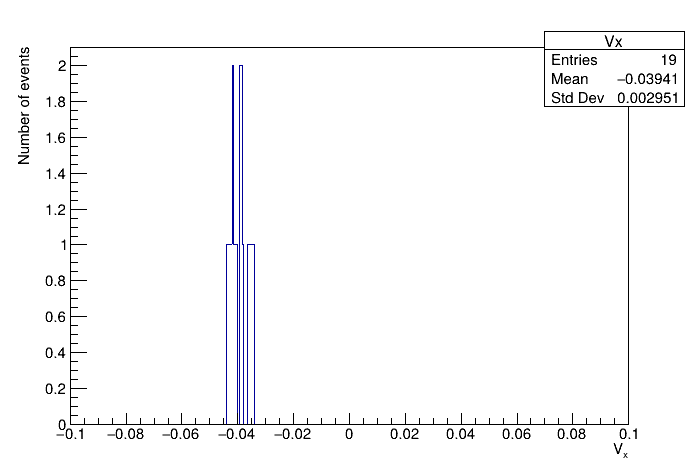 Vx
Entries 19
Mean −0.03941
Std Dev 0.002951
Number of events
2
1.8
1.6
1.4
1.2
1
0.8
0.6
0.4
0.2
0
−0.1 −0.08 −0.06 −0.04 −0.02 0 0.02 0.04 0.06 0.08 0.1
Vx